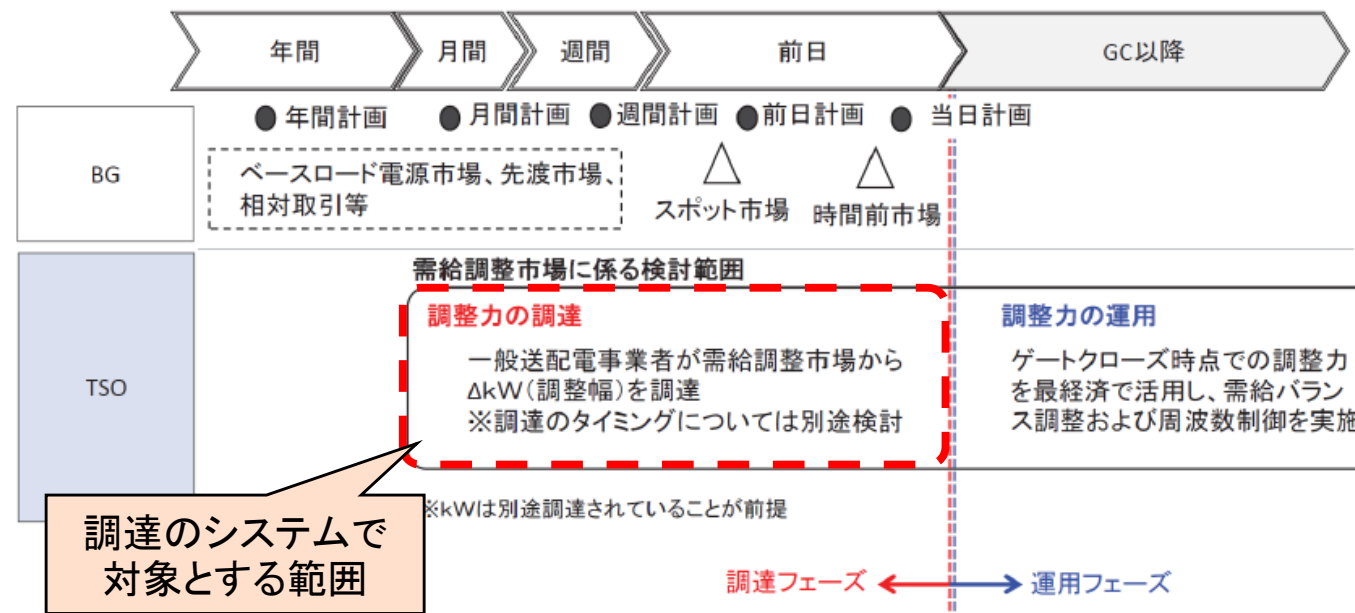 年間
月間
週間
前日
GC以降
BG
●年間計画
●月間計画
●週間計画
●前日計画
● 当日計画
ベースロード電源市場、先渡市場、
相対取引等
スポット市場
時間前市場
TSO
需給調整市場に係る検討範囲
調整力の調達
一般送配電事業者が需給調整市場から
ΔkW(調整幅)を調達
※調達のタイミングについては別途検討
調整力の運用
ゲートクローズ時点での調整力
を最経済で活用し、需給バラン
ス調整および周波数制御を実施
※kWは別途調達されていることが前提
調達のシステムで
対象とする範囲
調達フェーズ
運用フェーズ